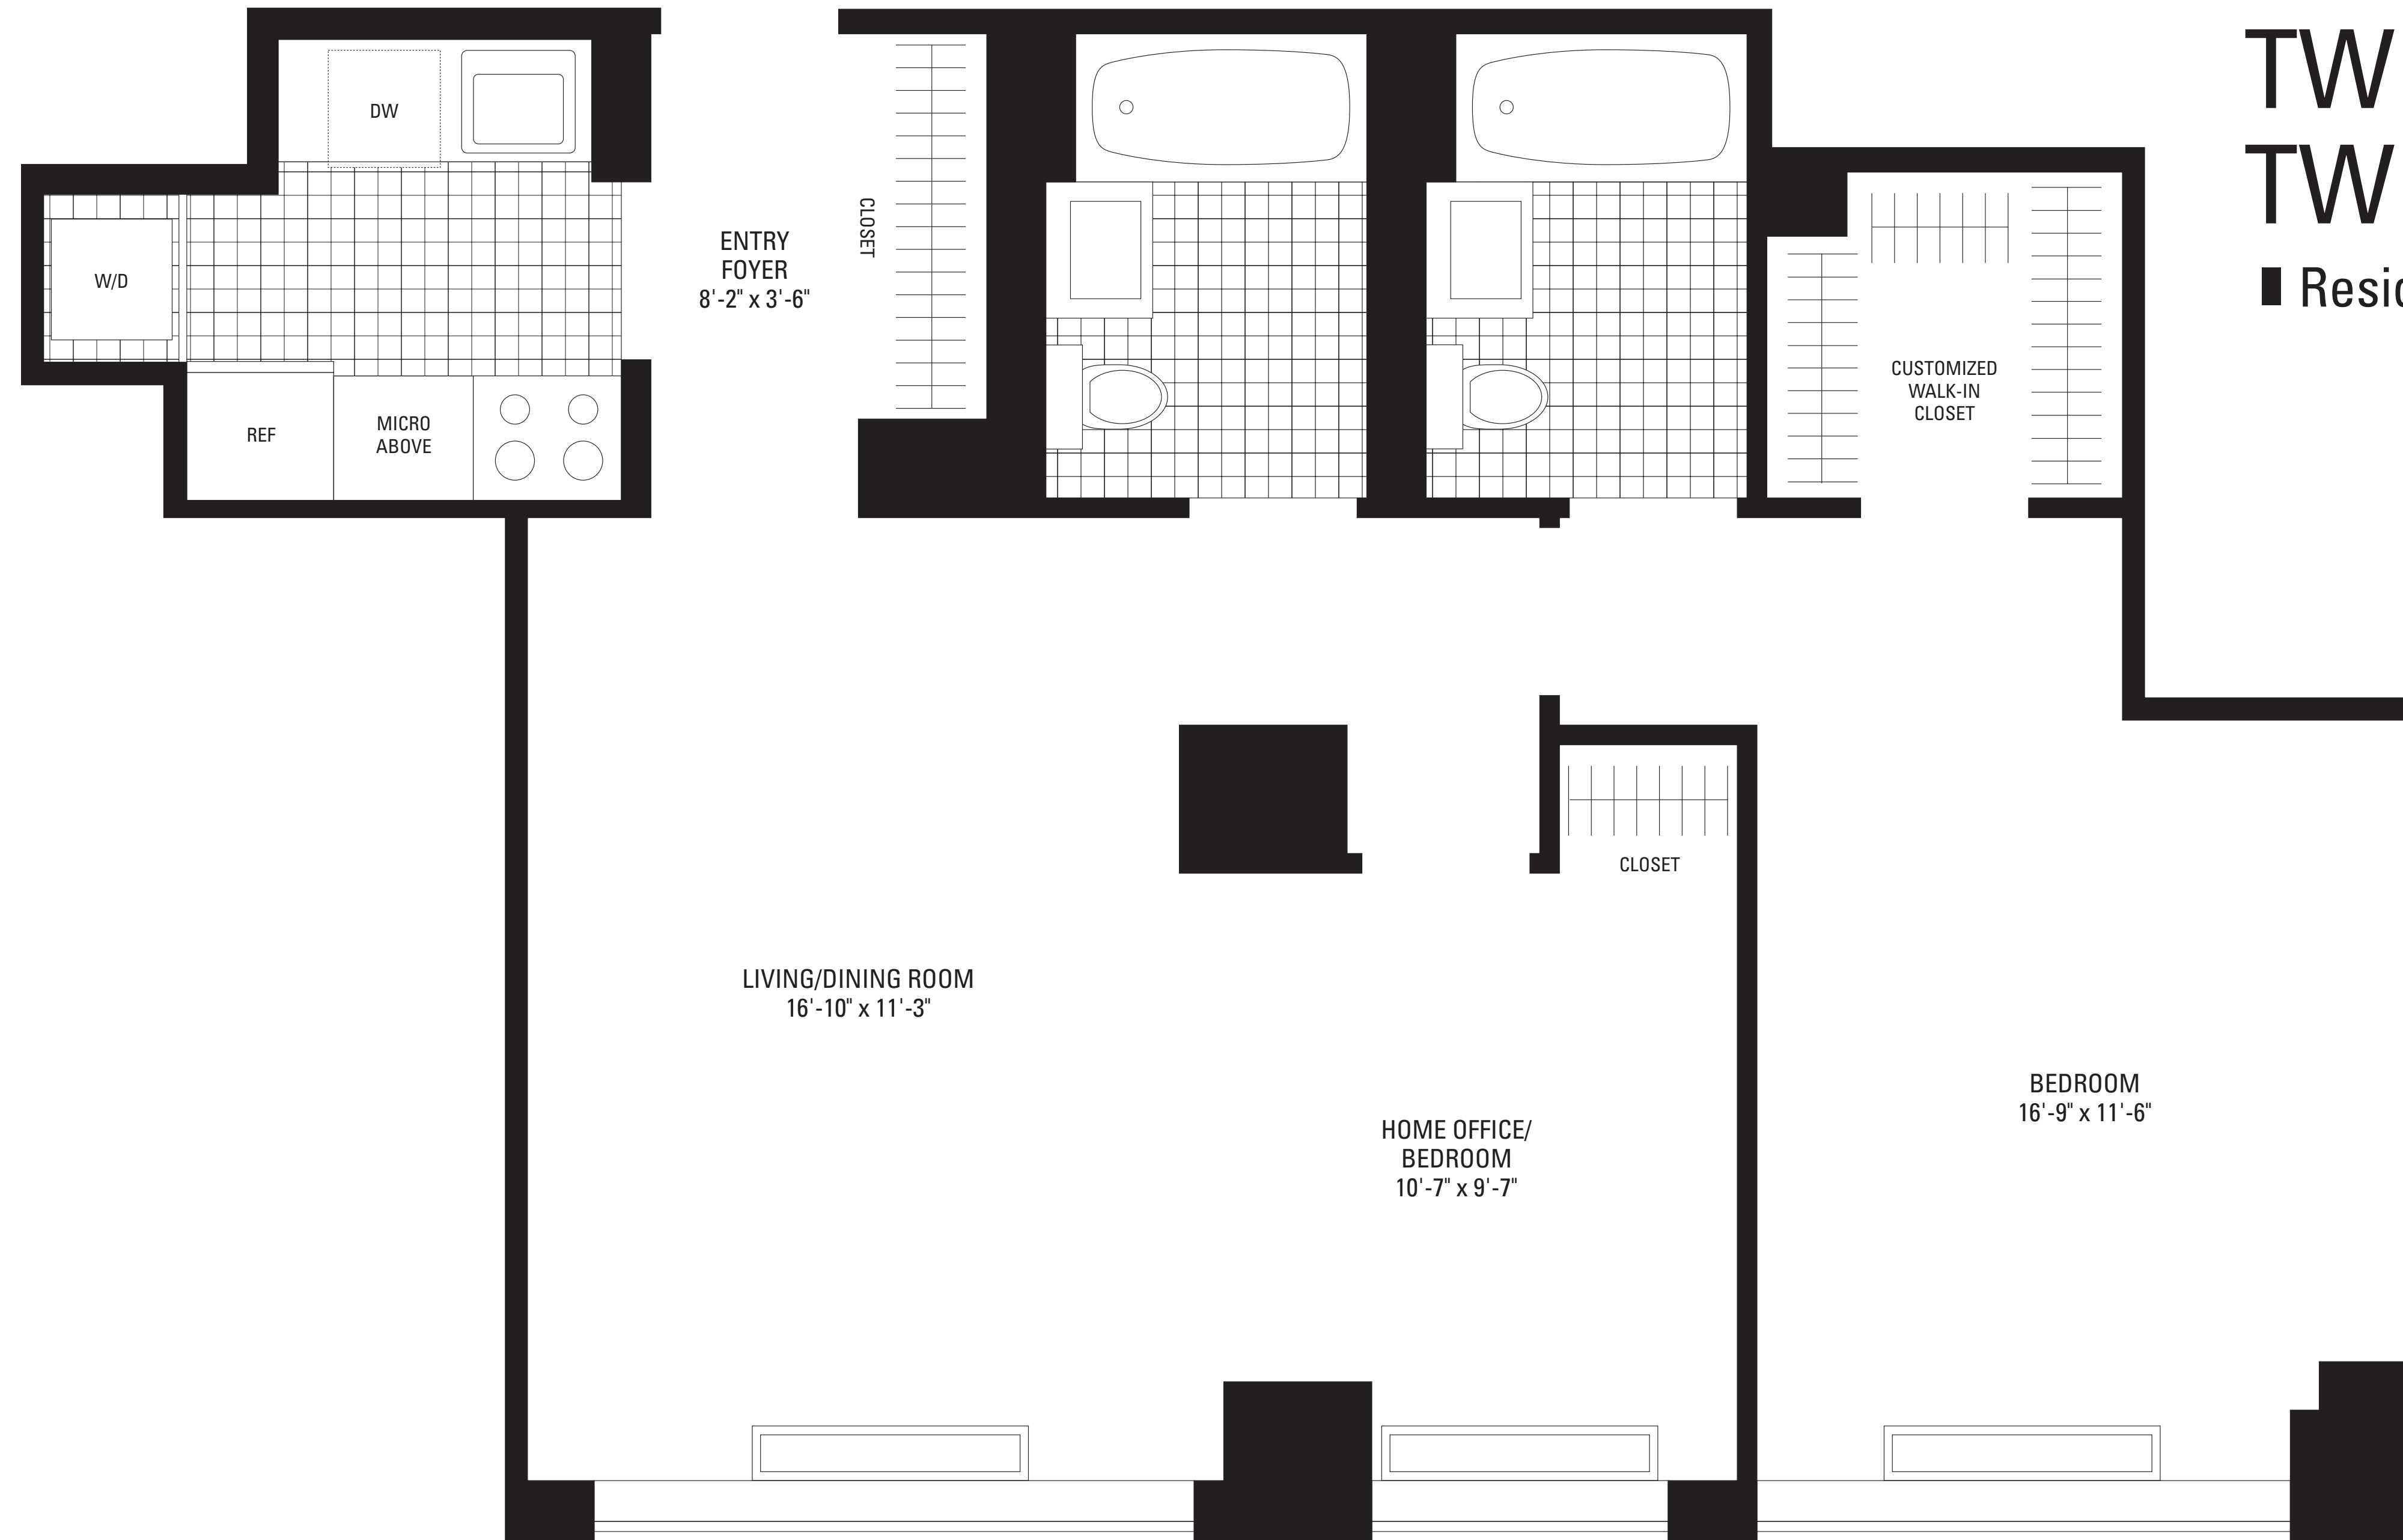 TW
TW
DW
W/D
REF
MICRO
ABOVE
ENTRY
FOYER
8'-2" x 3'-6"
CLOSET
CUSTOMIZED
WALK-IN
CLOSET
CLOSET
LIVING/DINING ROOM
16'-10" x 11'-3"
HOME OFFICE/
BEDROOM
10'-7" x 9'-7"
BEDROOM
16'-9" x 11'-6"